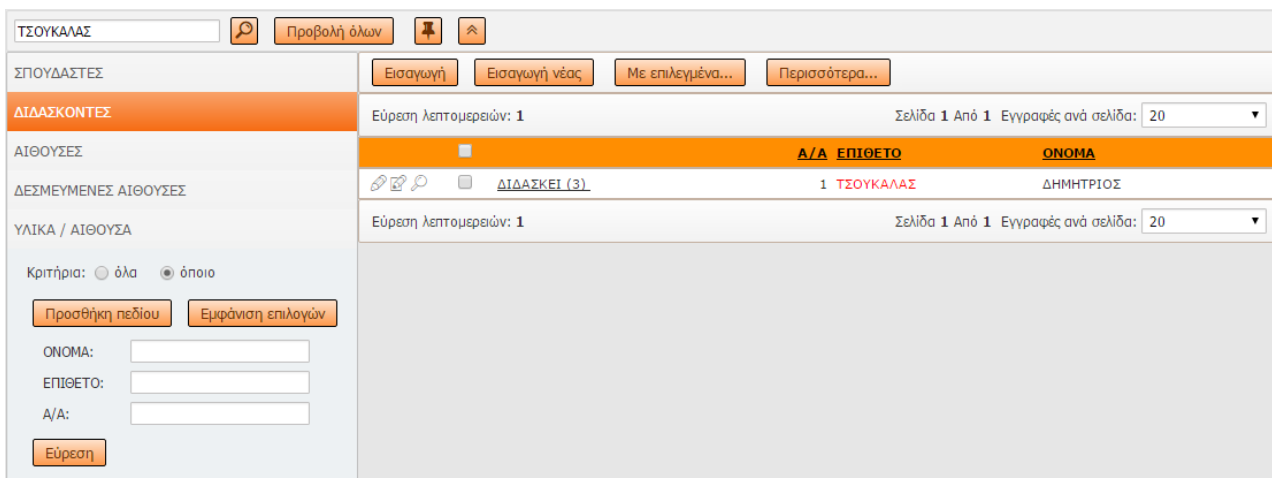 ΤΣΟΥΚΑΛΑΣ Προβολή όλων
ΣΠΟΥΔΑΣΤΕΣ
ΔΙΔΑΣΚΟΝΤΕΣ
ΑΙΘΟΥΣΕΣ
ΔΕΣΜΕΥΜΕΝΕΣ ΑΙΘΟΥΣΕΣ
ΥΛΙΚΑ / ΑΙΘΟΥΣΑ
Κριτήρια: όλα όποιο
Προσθήκη πεδίου Εμφάνιση επιλογών
ΟΝΟΜΑ:
ΕΠΙΘΕΤΟ:
Α/Α:
Εύρεση
Εισαγωγή Εισαγωγή νέας Με επιλεγμένα... Περισσότερα...
Εύρεση λεπτομερειών: 1 Σελίδα 1 Από 1 Εγγραφές ανά σελίδα: 20
Α/Α ΕΠΙΘΕΤΟ ΟΝΟΜΑ
ΔΙΔΑΣΚΕΙ (3) 1 ΤΣΟΥΚΑΛΑΣ ΔΗΜΗΤΡΙΟΣ
Εύρεση λεπτομερειών: 1 Σελίδα 1 Από 1 Εγγραφές ανά σελίδα: 20